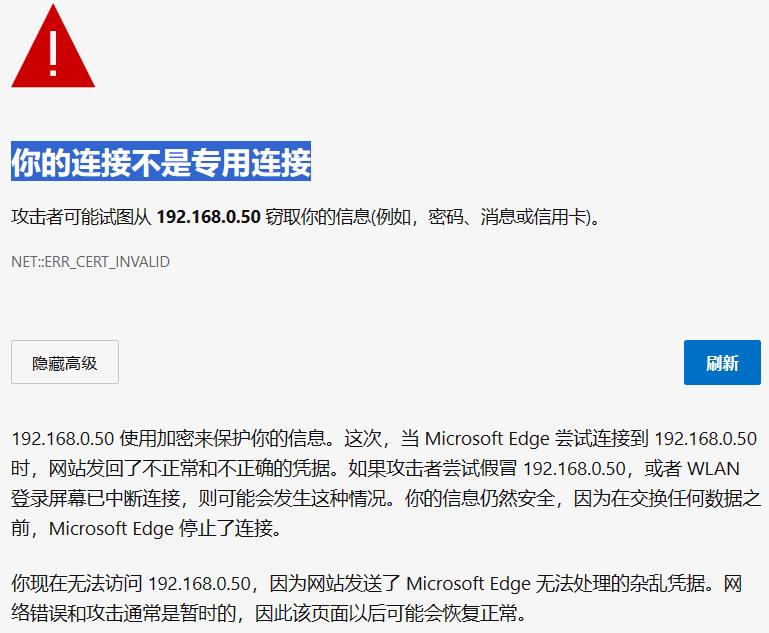 你的连接不是专用连接
攻击者可能试图从 192.168.0.50 窃取你的信息(例如，密码、消息或信用卡)。
NET::ERR_CERT_INVALID
隐藏高级
刷新
192.168.0.50 使用加密来保护你的信息。这次，当 Microsoft Edge 尝试连接到 192.168.0.50
时，网站发回了不正常和不正确的凭据。如果攻击者尝试假冒 192.168.0.50，或者 WLAN
登录屏幕已中断连接，则可能会发生这种情况。你的信息仍然安全，因为在交换任何数据之
前，Microsoft Edge 停止了连接。
你现在无法访问 192.168.0.50，因为网站发送了 Microsoft Edge 无法处理的杂乱凭据。网
络错误和攻击通常是暂时的，因此该页面以后可能会恢复正常。